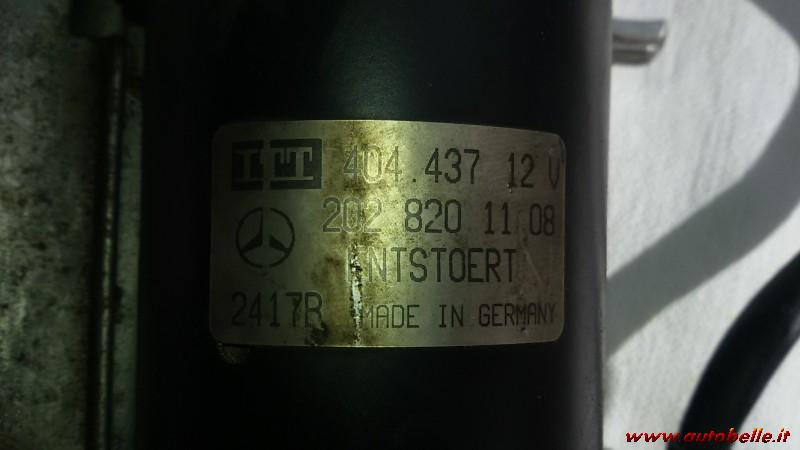 ITT 404.437 12 V
202 820 11 08
ENTSTOERT
2417R MADE IN GERMANY
www.autobelle.it